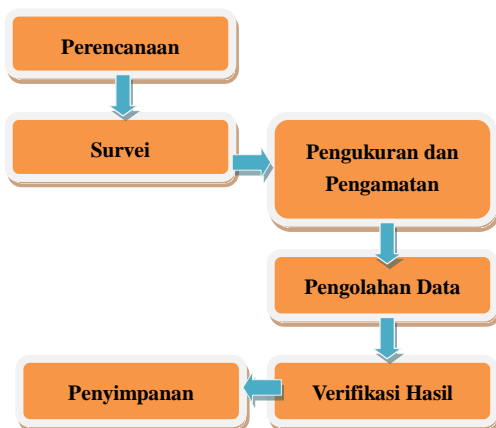 Perencanaan
Survei
Pengukuran dan
Pengamatan
Pengolahan Data
Verifikasi Hasil
Penyimpanan